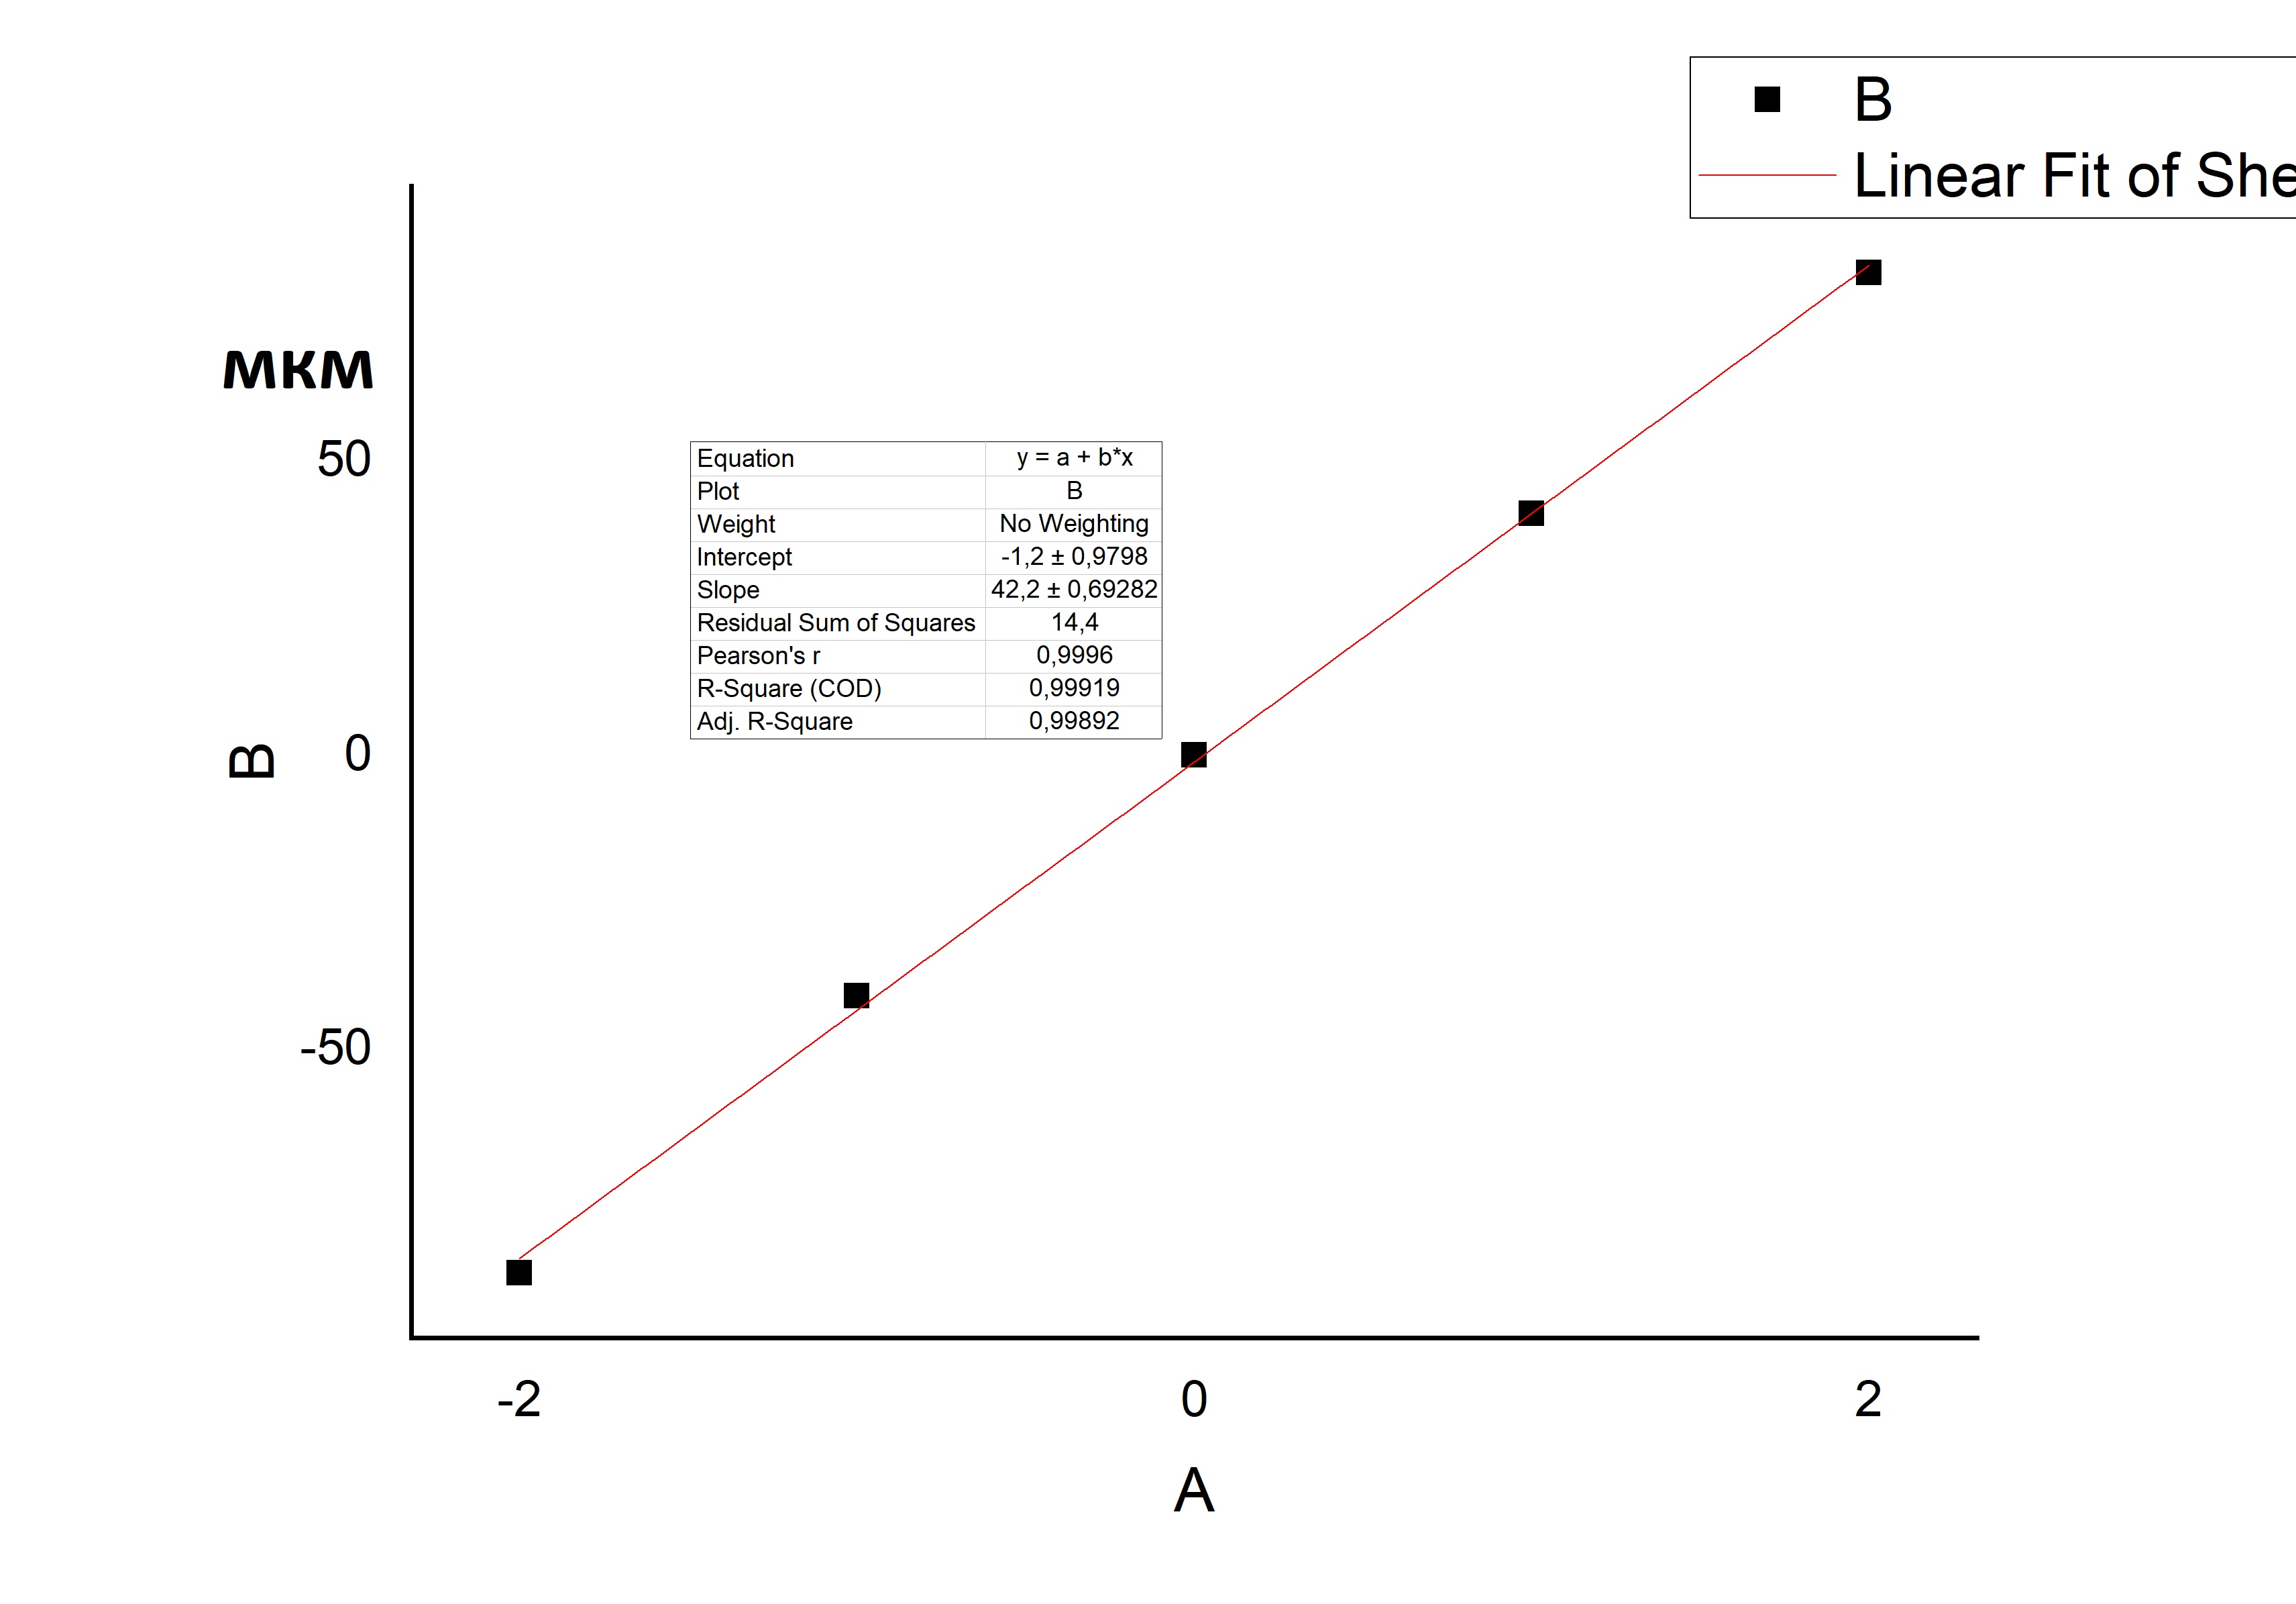 B
Linear Fit of She
мкм
50
0
-50
B
Equation y = a + b*x
Plot B
Weight No Weighting
Intercept -1,2 ± 0,9798
Slope 42,2 ± 0,69282
Residual Sum of Squares 14,4
Pearson's r 0,9996
R-Square (COD) 0,99919
Adj. R-Square 0,99892
-2 0 2
A